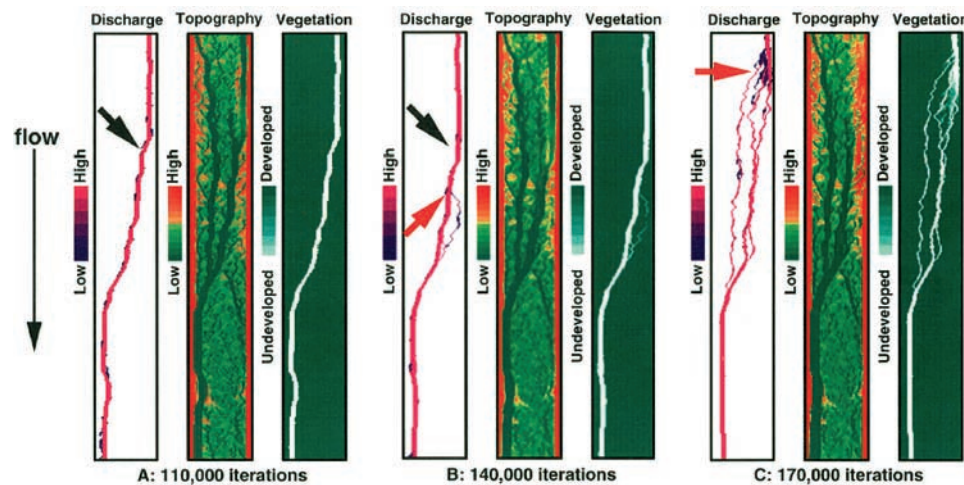 Discharge Topography Vegetation
Discharge Topography Vegetation
Discharge Topography Vegetation
flow
High
Low
High
Low
Developed
Undeveloped
High
Low
High
Low
Developed
Undeveloped
High
Low
High
Low
Developed
Undeveloped
A: 110,000 iterations
B: 140,000 iterations
C: 170,000 iterations